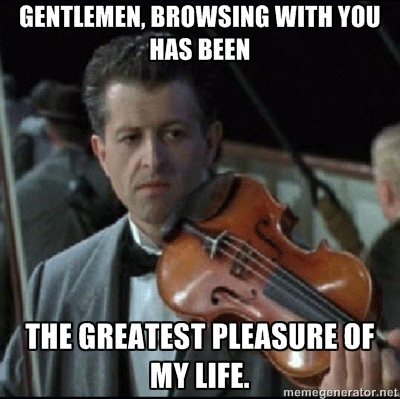 GENTLEMEN, BROWSING WITH YOU
HAS BEEN
THE GREATEST PLEASURE OF
MY LIFE.
memegenerator.net